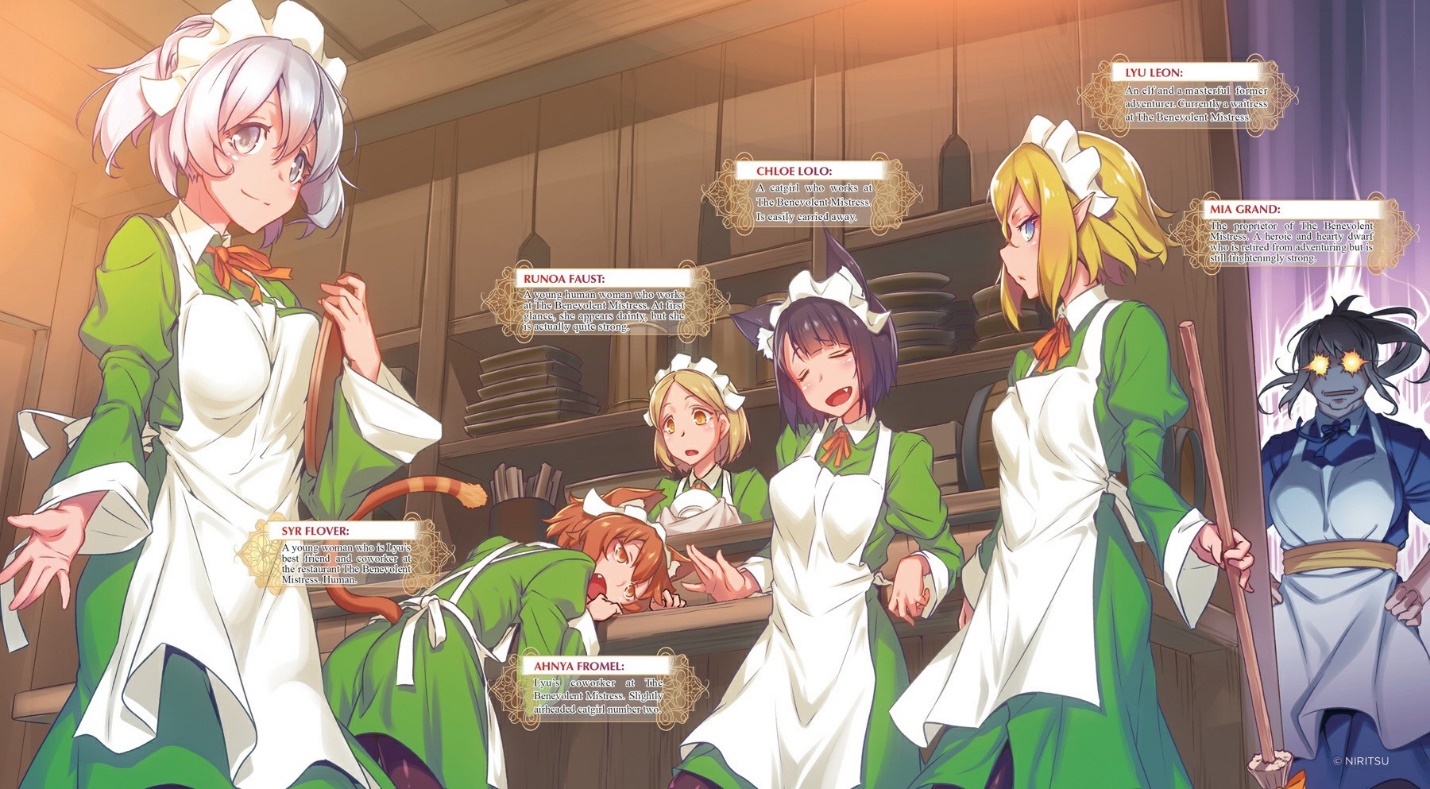 LYU LEON:
An elf and a masterful former
adventurer. Currently a waitress
at The Benevolent Mistress.
CHLOE LOLO:
A catgirl who works at
The Benevolent Mistress.
Is easily carried away.
MIA GRAND:
The proprietor of The Benevolent
Mistress. A heroic and hearty dwarf
who is retired from adventuring but is
still frighteningly strong.
RUNOA FAUST:
A young human woman who works
at The Benevolent Mistress. At first
glance, she appears dainty, but she
is actually quite strong.
SYR FLOVER:
A young woman who is Lyu's
best friend and coworker at
the restaurant The Benevolent
Mistress. Human.
AHNYA FROMEL:
Lyu's coworker at The
Benevolent Mistress. Slightly
airheaded catgirl number two.
© NIRITSU